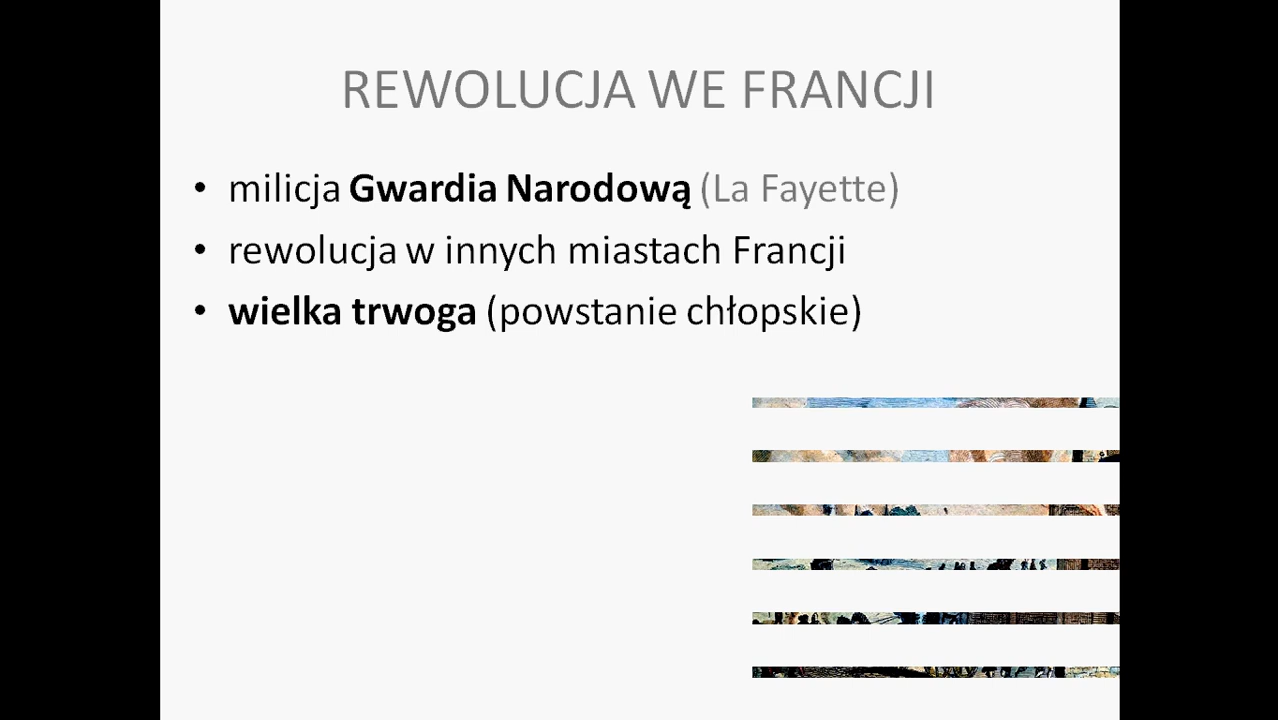 REWOLUCJA WE FRANCJI
• milicja Gwardia Narodową (La Fayette)
• rewolucja w innych miastach Francji
• wielka trwoga (powstanie chłopskie)